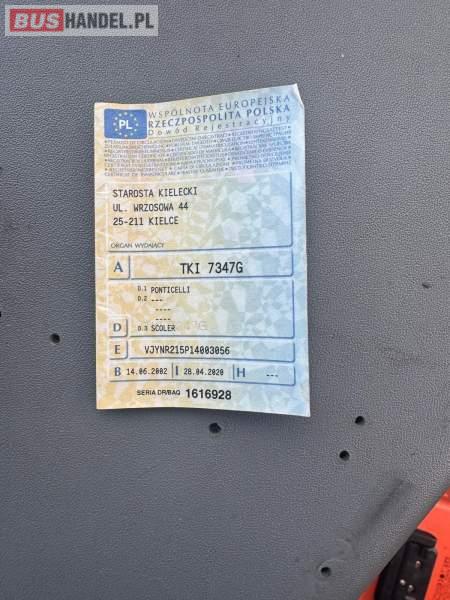 BUSHANDEL.PL
WSPÓLNOTA EUROPEJSKA
PL
RZECZPOSPOLITA POLSKA
Dowód Rejestracyjny
STAROSTA KIELECKI
UL. WRZOSOWA 44
25-211 KIELCE
ORGAN WYDAJĄCY
A TKI 7347G
D.1 PONTICELLI
D.2 ---
----
----
D D.3 SCOLER
E VJYNR215P14003056
B 14.06.2002 I 28.04.2020 H ---
SERIA DR/BAQ 1616928